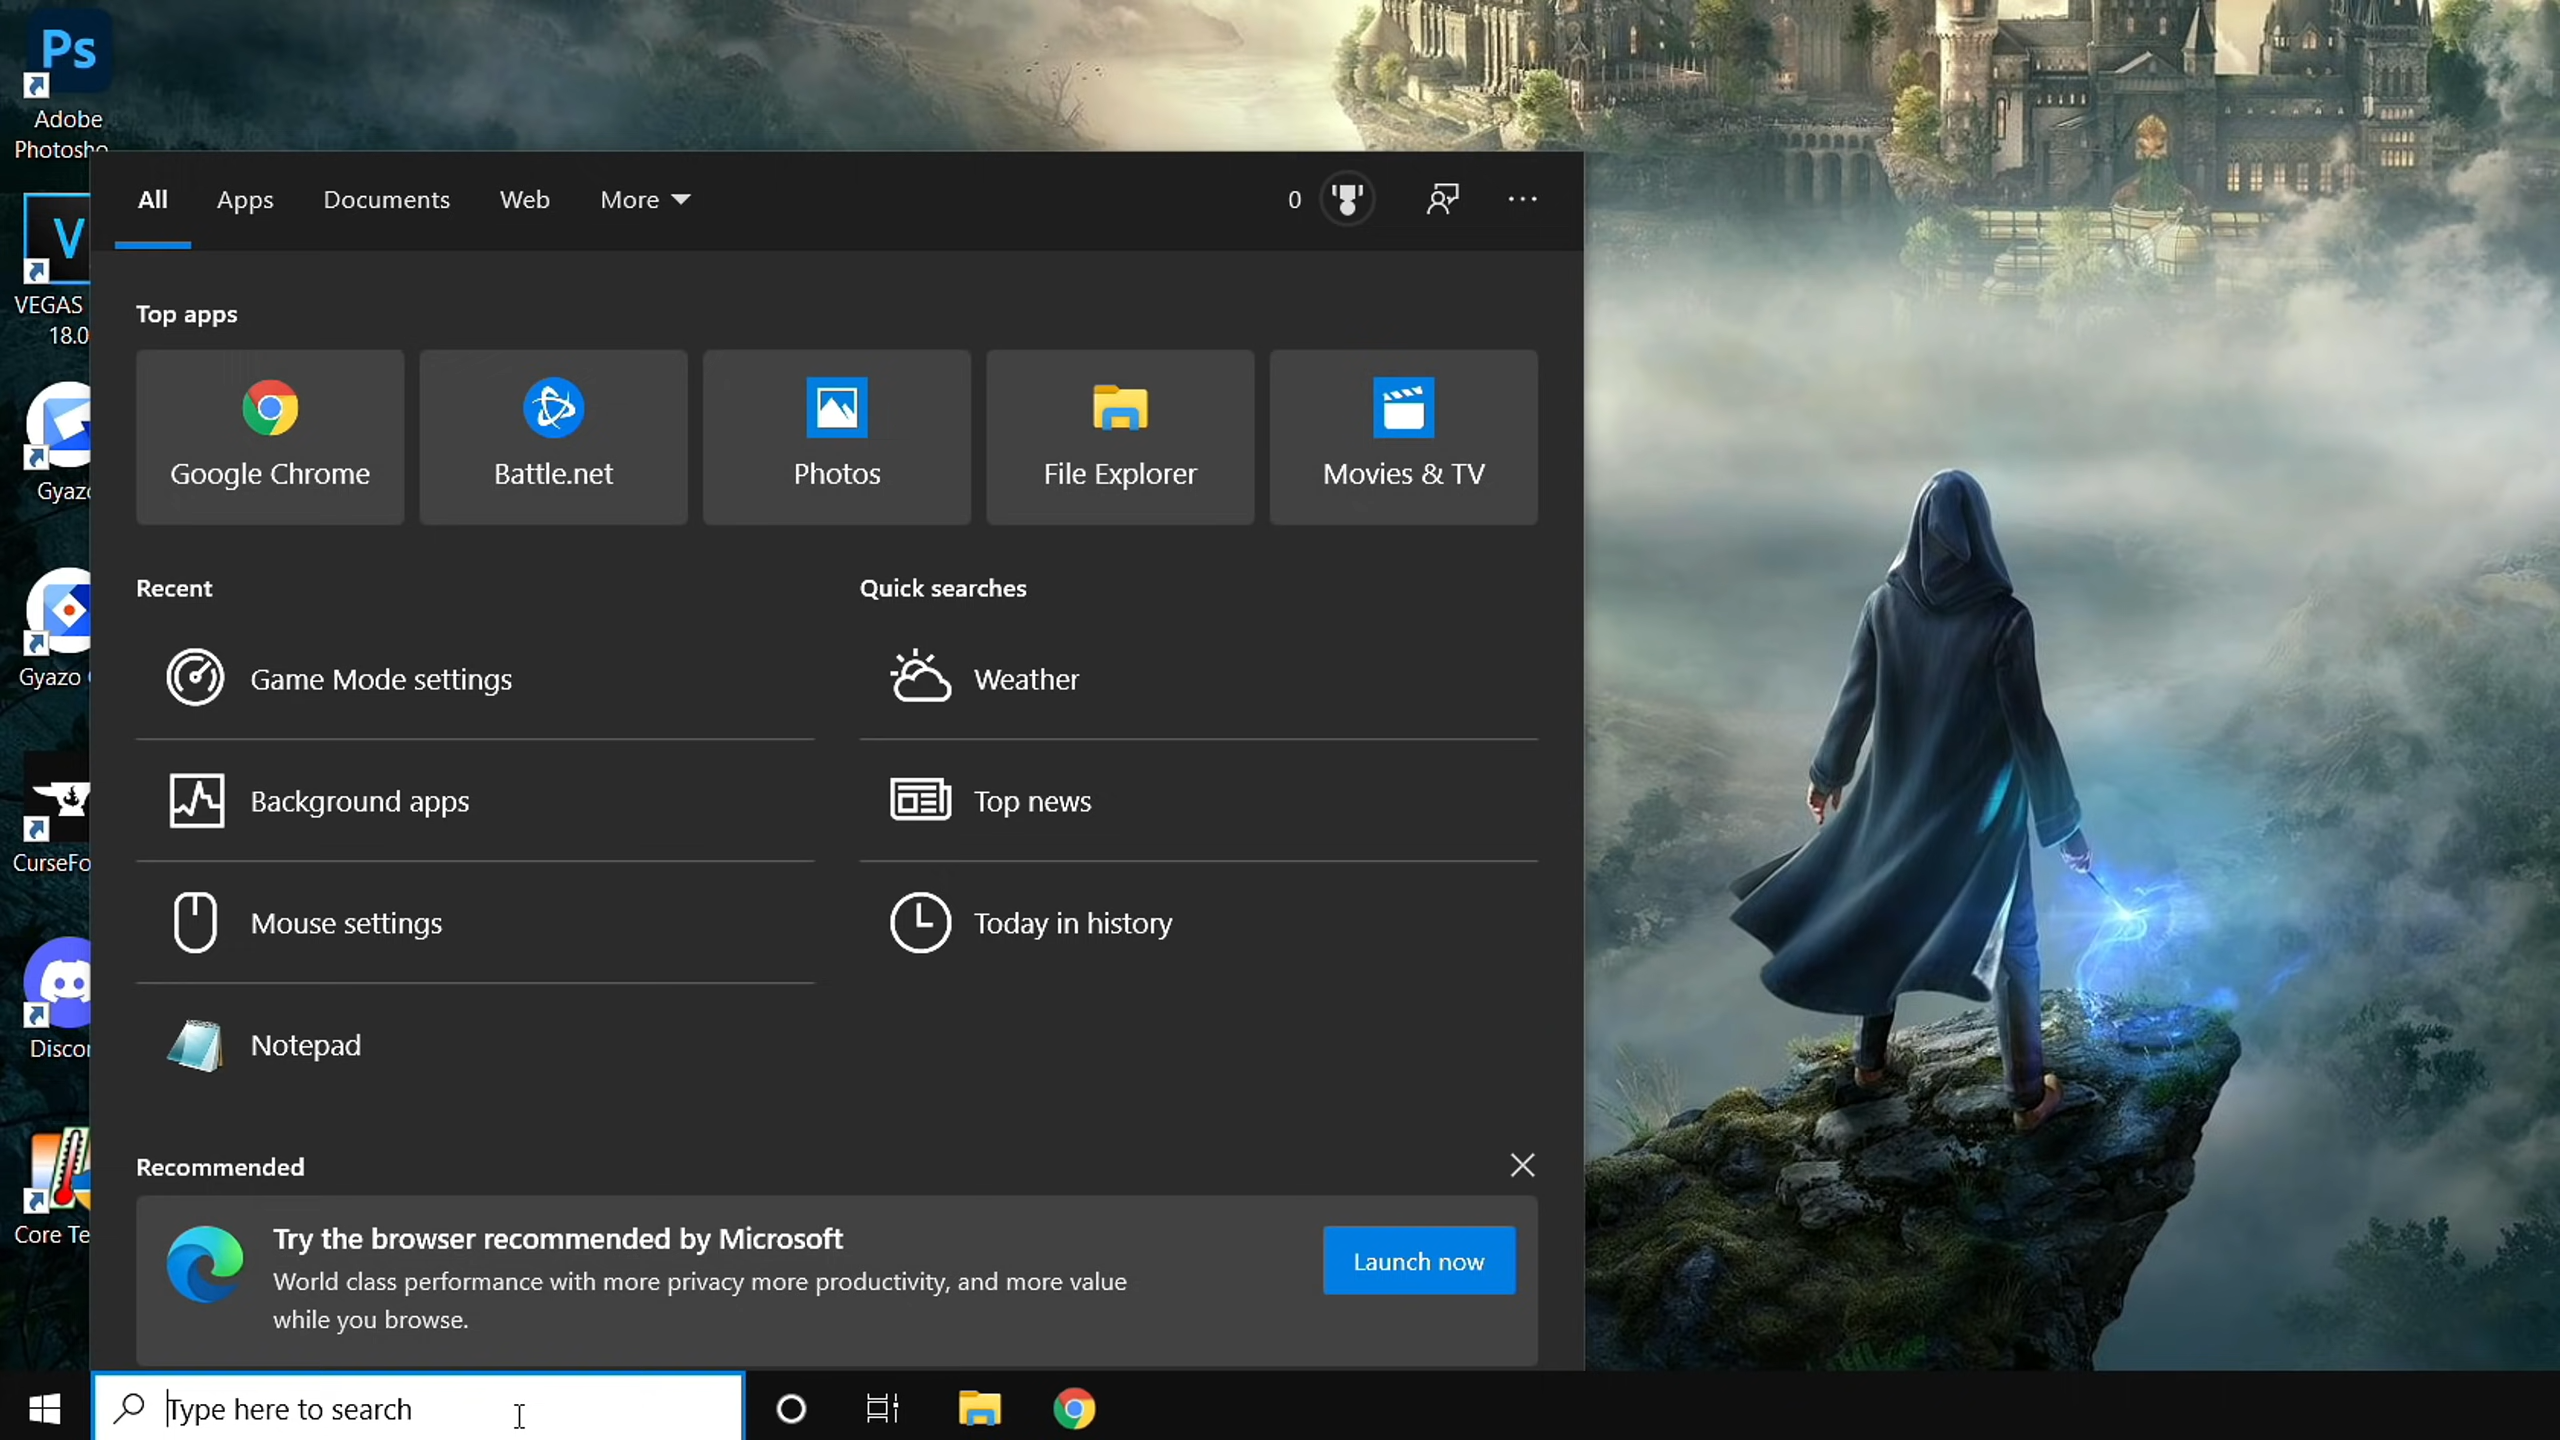 Ps
Adobe
Photosho
VEGAS
18.0
Gyazo
Gyazo
CurseFo
Discor
Core Te
All
Apps
Documents
Web
More
0
Top apps
Google Chrome
Battle.net
Photos
File Explorer
Movies & TV
Recent
Game Mode settings
Background apps
Mouse settings
Notepad
Quick searches
Weather
Top news
Today in history
Recommended
Try the browser recommended by Microsoft
World class performance with more privacy more productivity, and more value
while you browse.
Launch now
Type here to search